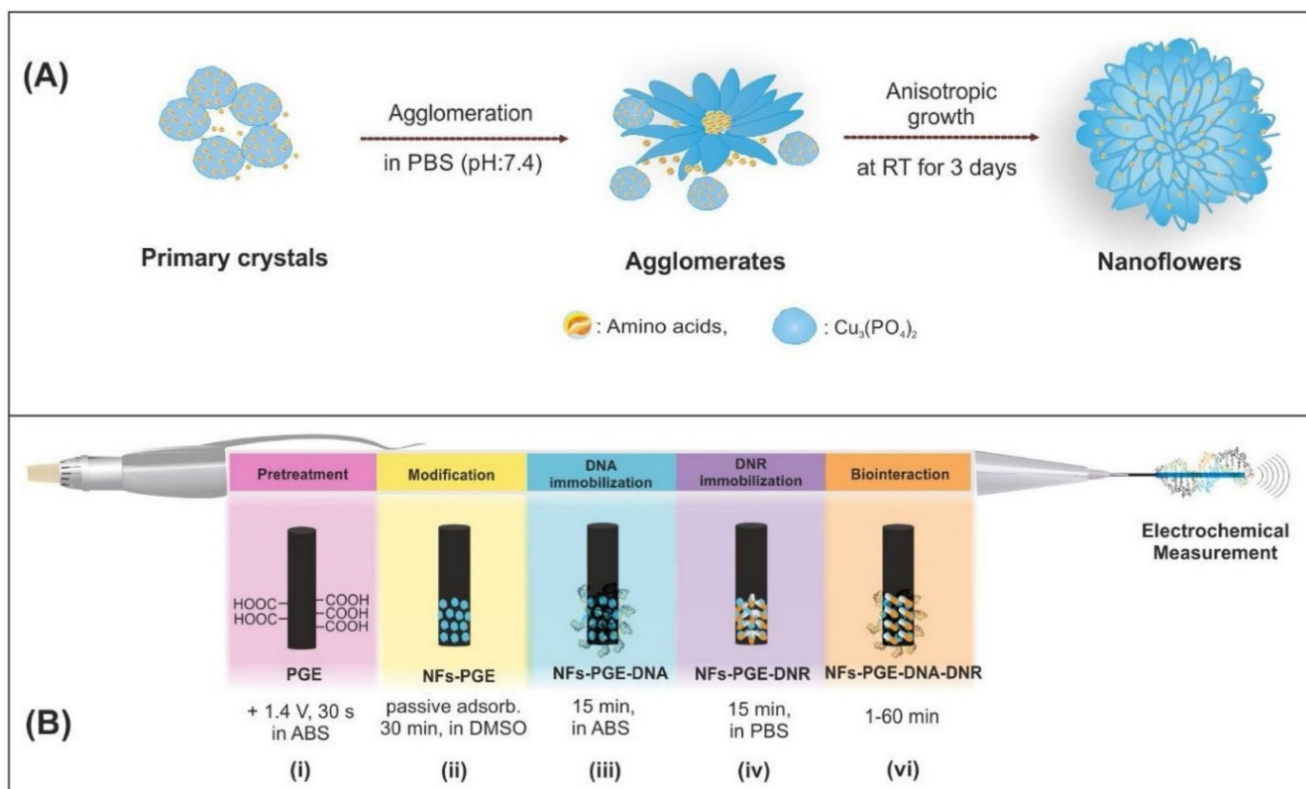 (A)
Agglomeration
in PBS (pH:7.4)
Anisotropic
growth
at RT for 3 days
Primary crystals
Agglomerates
Nanoflowers
: Amino acids,
: Cu₃(PO₄)₂
Pretreatment
Modification
DNA
immobilization
DNR
immobilization
Biointeraction
Electrochemical
Measurement
HOOC
HOOC
COOH
COOH
COOH
PGE
NFs-PGE
NFs-PGE-DNA
NFs-PGE-DNR
NFs-PGE-DNA-DNR
(B)
+ 1.4 V, 30 s
in ABS
passive adsorb.
30 min, in DMSO
15 min,
in ABS
15 min,
in PBS
1-60 min
(i)
(ii)
(iii)
(iv)
(vi)